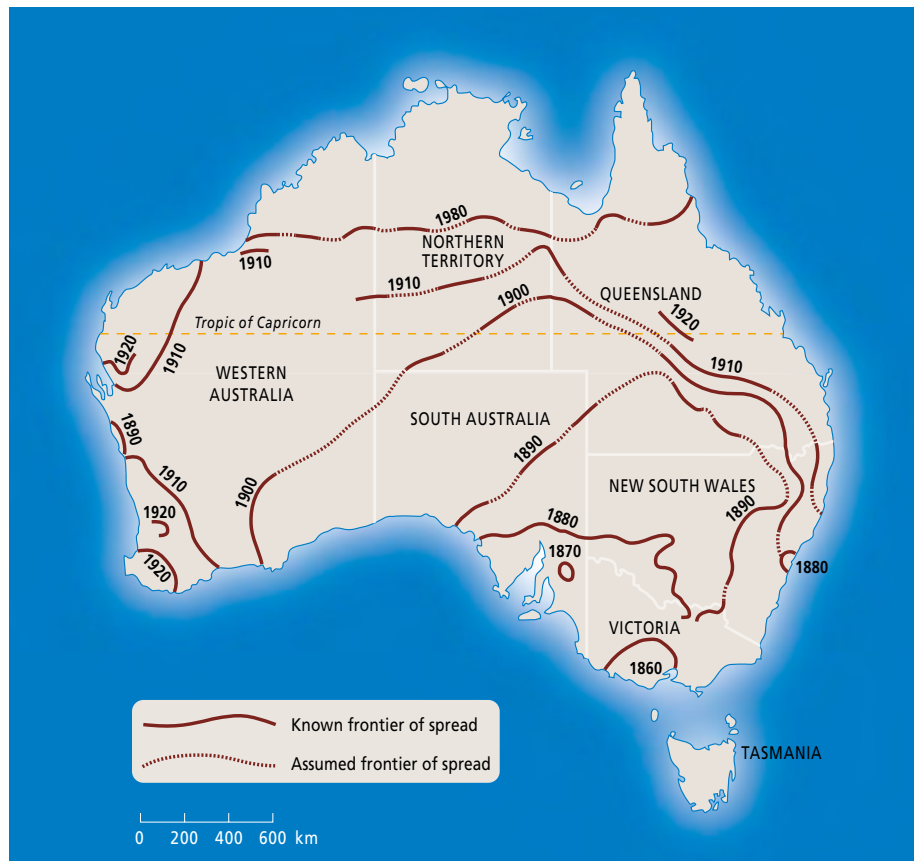 1980
NORTHERN
TERRITORY
1910
1910
1900
QUEENSLAND
1920
Tropic of Capricorn
1920
1910
1910
WESTERN
AUSTRALIA
SOUTH AUSTRALIA
1890
1890
1910
1900
NEW SOUTH WALES
1890
1920
1880
1870
1880
1920
VICTORIA
1860
Known frontier of spread
Assumed frontier of spread
TASMANIA
0 200 400 600 km